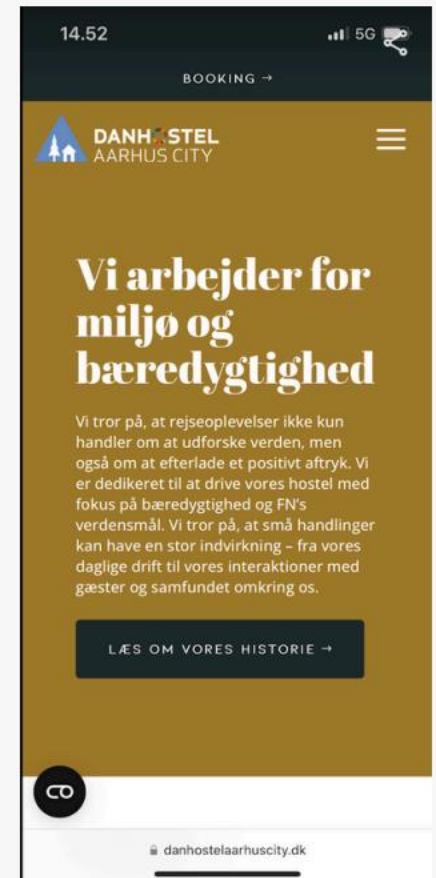 14.52
5G
BOOKING →
DANHOSTEL
AARHUS CITY
Vi arbejder for
miljø og
bæredygtighed
Vi tror på, at rejseoplevelser ikke kun
handler om at udforske verden, men
også om at efterlade et positivt aftryk. Vi
er dedikeret til at drive vores hostel med
fokus på bæredygtighed og FN's
verdensmål. Vi tror på, at små handlinger
kan have en stor indvirkning – fra vores
daglige drift til vores interaktioner med
gæster og samfundet omkring os.
LÆS OM VORES HISTORIE →
danhostelaarhuscity.dk